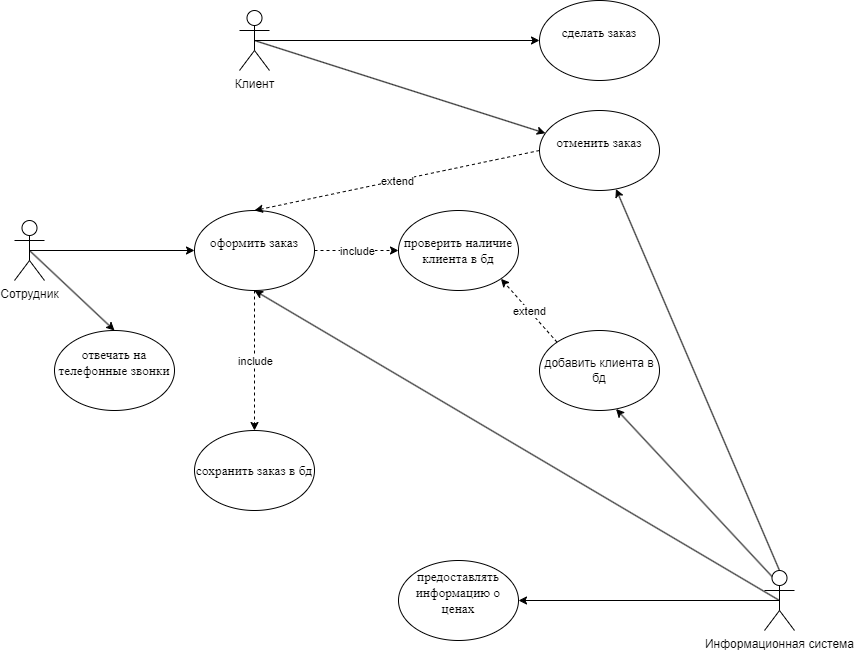 сделать заказ
Клиент
отменить заказ
extend
оформить заказ
include
проверить наличие
клиента в бд
Сотрудник
extend
отвечать на
телефонные звонки
include
добавить клиента в
бд
сохранить заказ в бд
предоставлять
информацию о
ценах
Информационная система